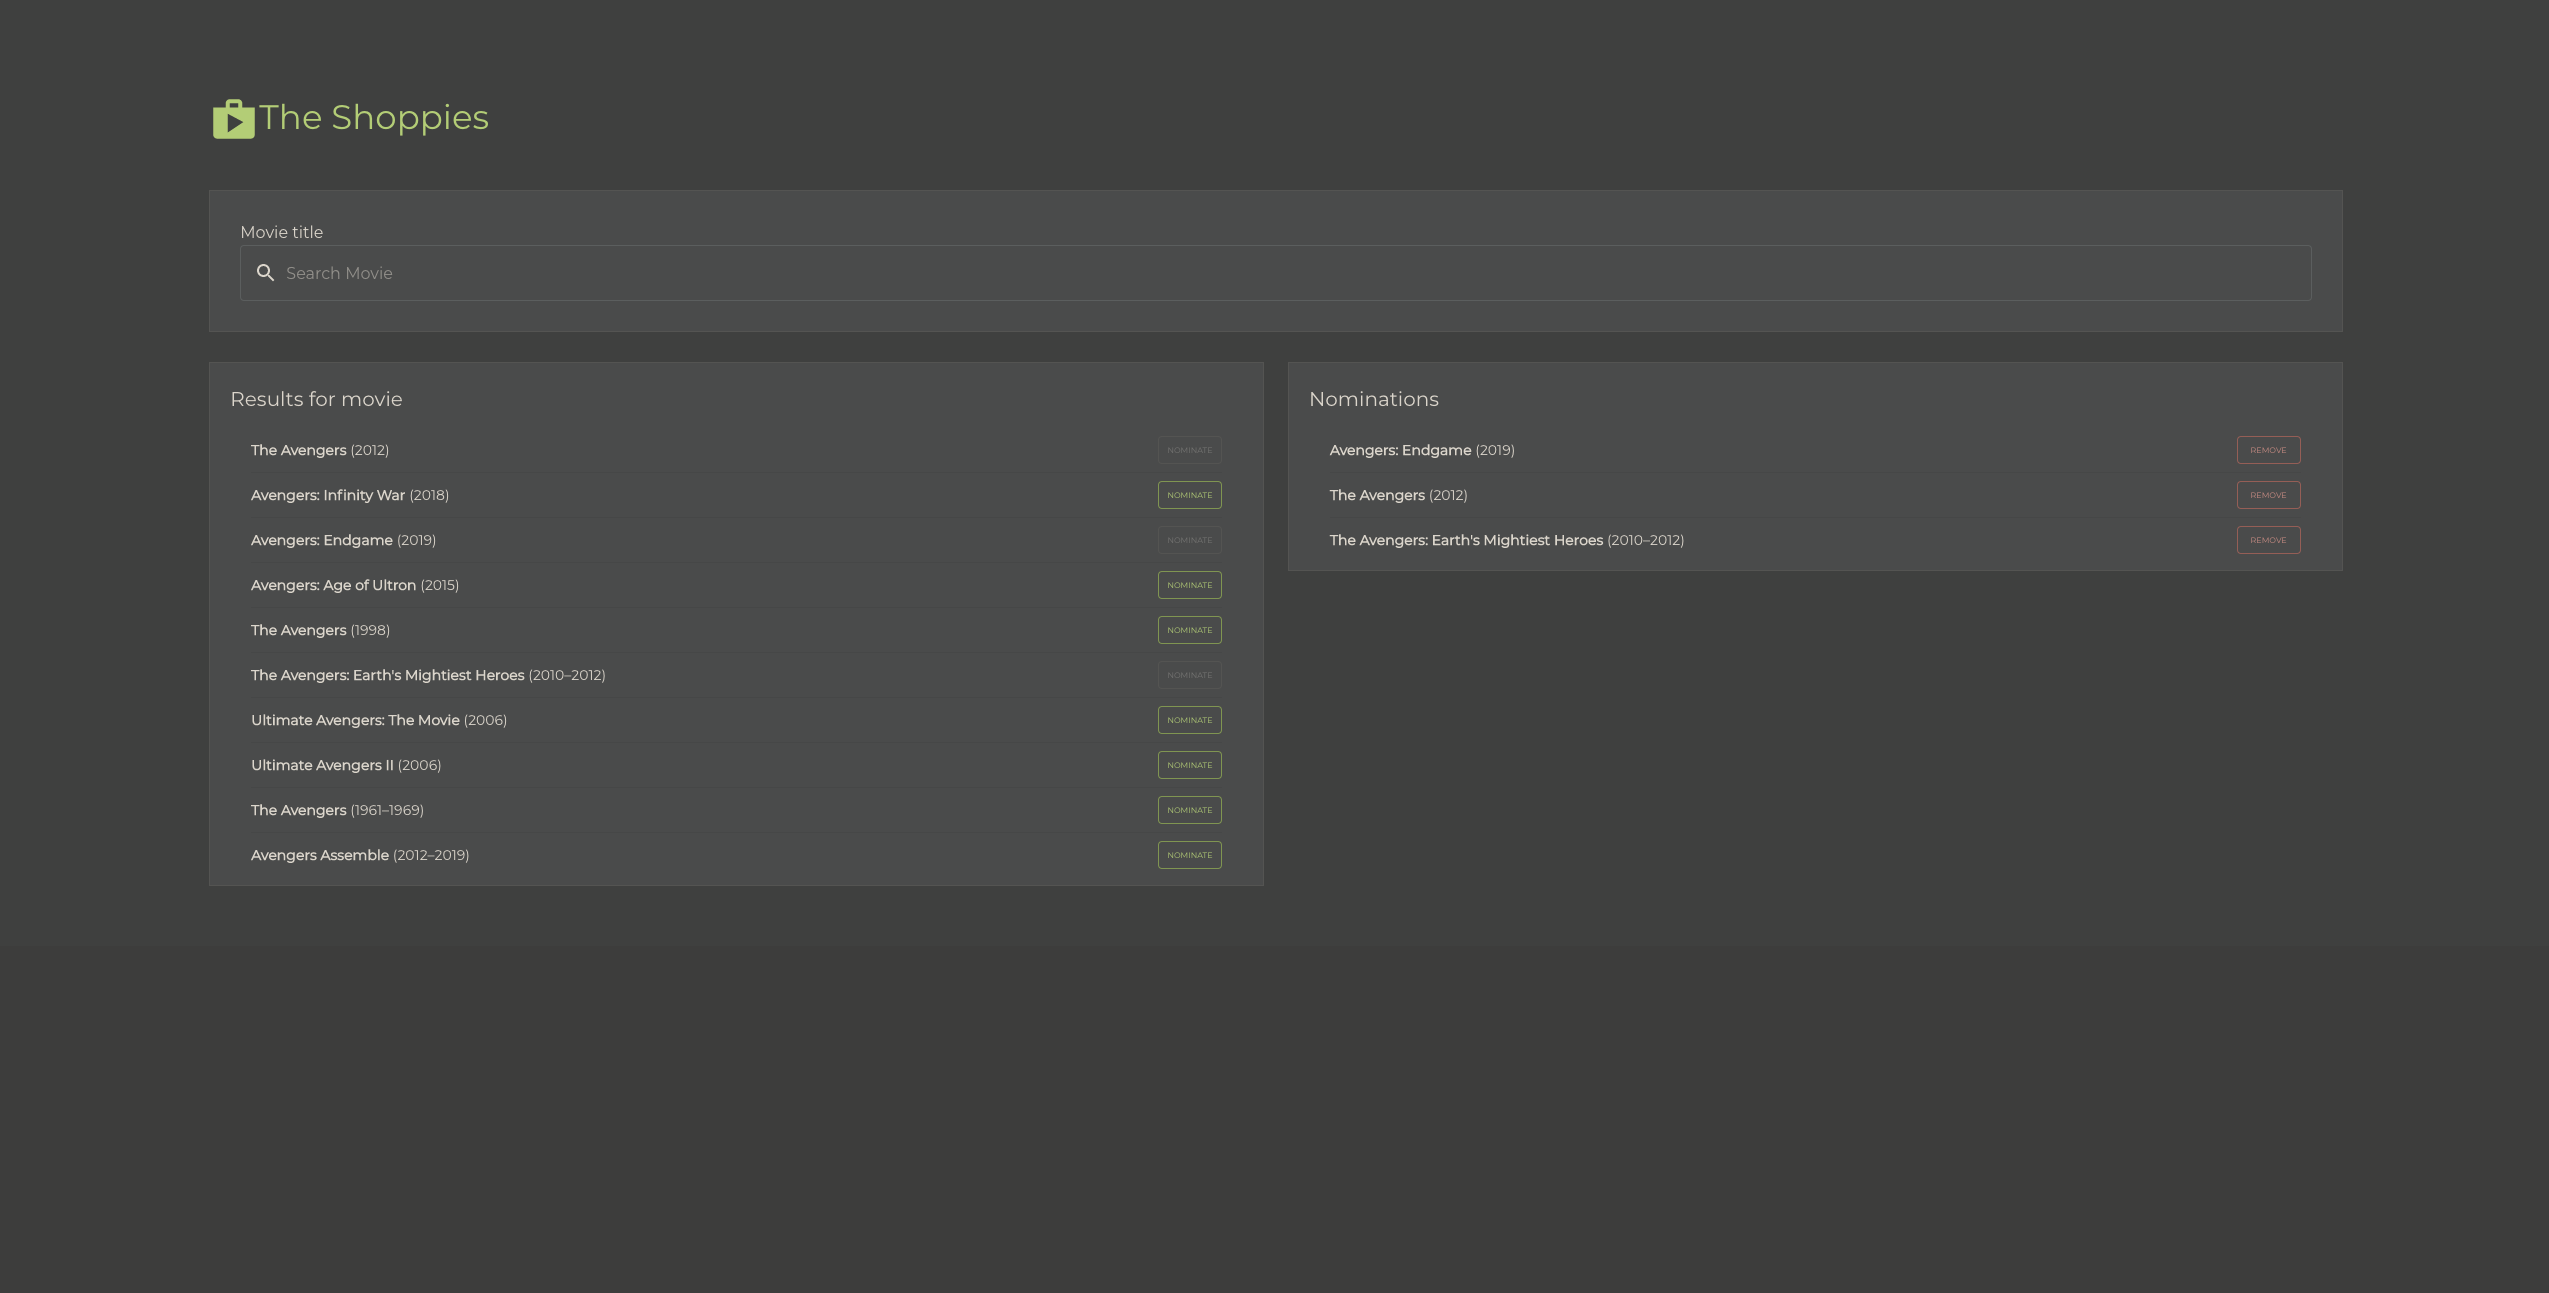 The Shoppies
Movie title
Search Movie
Results for movie
The Avengers (2012) NOMINATE
Avengers: Infinity War (2018) NOMINATE
Avengers: Endgame (2019) NOMINATE
Avengers: Age of Ultron (2015) NOMINATE
The Avengers (1998) NOMINATE
The Avengers: Earth's Mightiest Heroes (2010–2012) NOMINATE
Ultimate Avengers: The Movie (2006) NOMINATE
Ultimate Avengers II (2006) NOMINATE
The Avengers (1961–1969) NOMINATE
Avengers Assemble (2012–2019) NOMINATE
Nominations
Avengers: Endgame (2019) REMOVE
The Avengers (2012) REMOVE
The Avengers: Earth's Mightiest Heroes (2010–2012) REMOVE